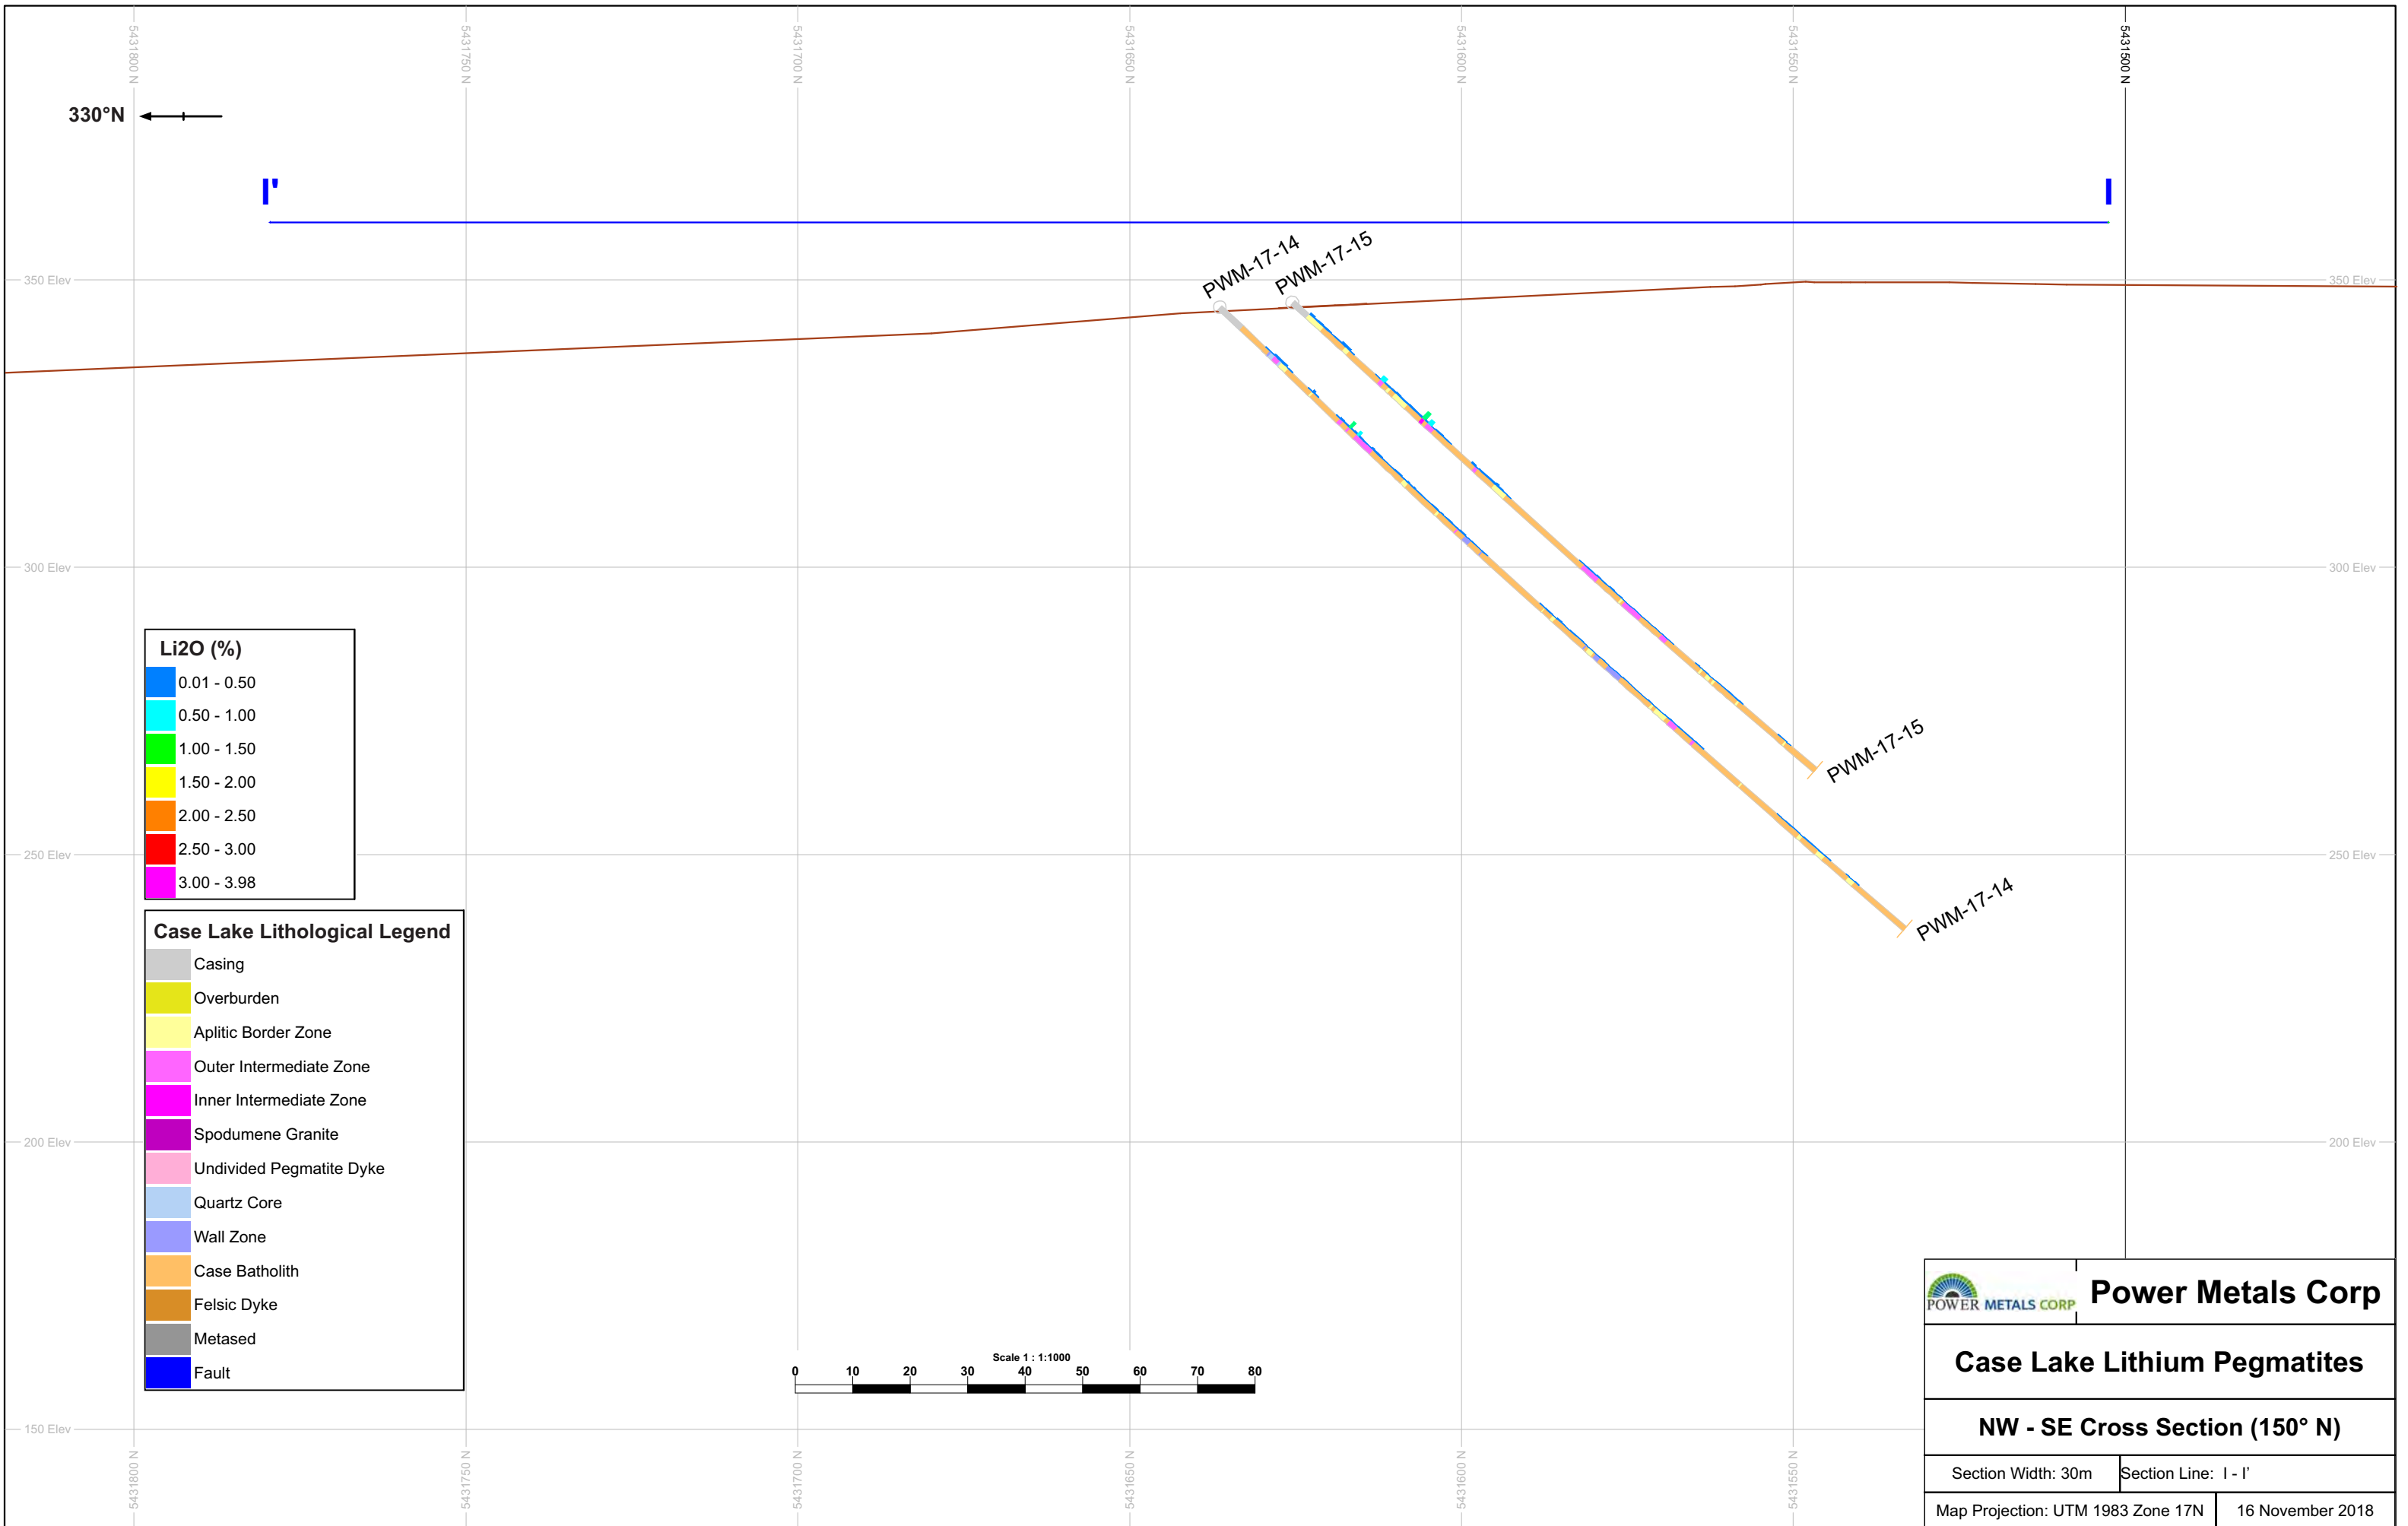 5431800 N
5431750 N
5431700 N
5431650 N
5431600 N
5431550 N
5431500 N
330°N
I'
I
PWM-17-14
PWM-17-15
350 Elev
350 Elev
300 Elev
300 Elev
Li2O (%)
0.01 - 0.50
0.50 - 1.00
1.00 - 1.50
1.50 - 2.00
2.00 - 2.50
2.50 - 3.00
3.00 - 3.98
PWM-17-15
250 Elev
250 Elev
PWM-17-14
Case Lake Lithological Legend
Casing
Overburden
Aplitic Border Zone
Outer Intermediate Zone
Inner Intermediate Zone
Spodumene Granite
Undivided Pegmatite Dyke
Quartz Core
Wall Zone
Case Batholith
Felsic Dyke
Metased
Fault
200 Elev
200 Elev
Scale 1 : 1:1000
0 10 20 30 40 50 60 70 80
150 Elev
5431800 N
5431750 N
5431700 N
5431650 N
5431600 N
5431550 N
POWER METALS CORP
Power Metals Corp
Case Lake Lithium Pegmatites
NW - SE Cross Section (150° N)
Section Width: 30m
Section Line: I - I’
Map Projection: UTM 1983 Zone 17N
16 November 2018